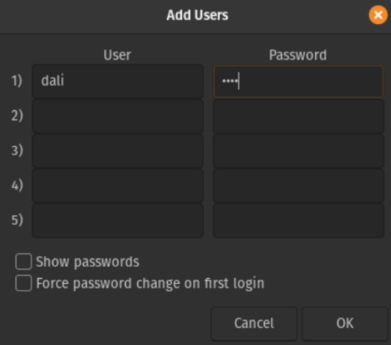 Add Users
User Password
1) dali ••••
2)
3)
4)
5)
Show passwords
Force password change on first login
Cancel OK